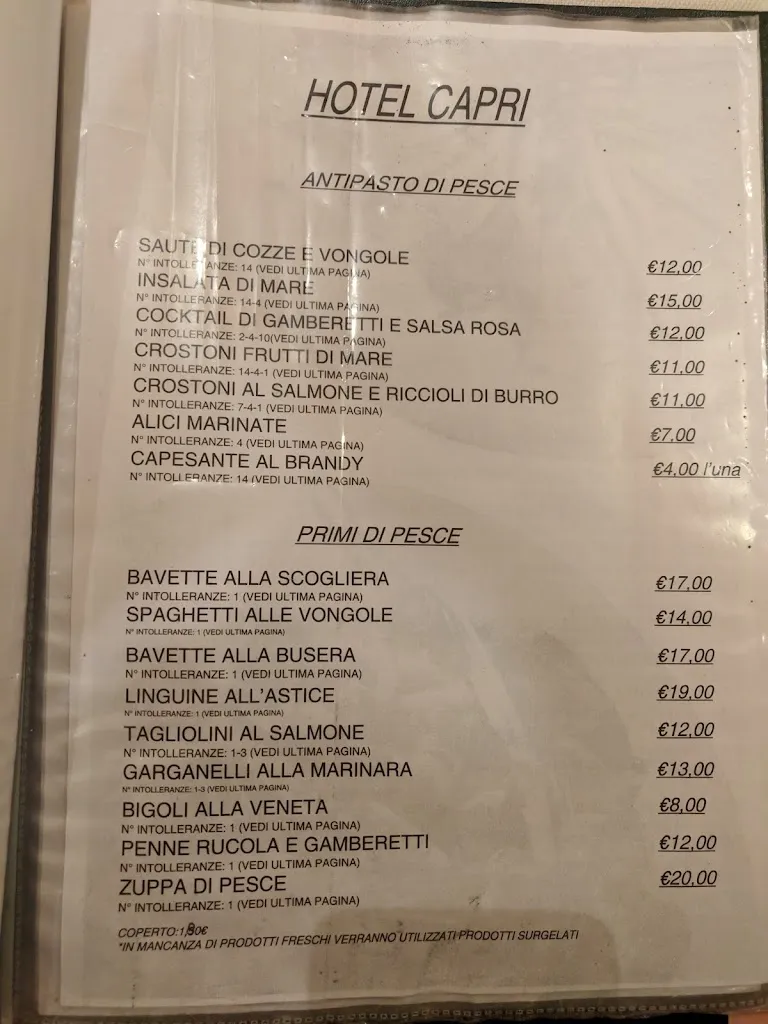 HOTEL CAPRI
ANTIPASTO DI PESCE
SAUTE DI COZZE E VONGOLE €12,00
N° INTOLLERANZE: 14 (VEDI ULTIMA PAGINA)
INSALATA DI MARE €15,00
N° INTOLLERANZE: 14-4 (VEDI ULTIMA PAGINA)
COCKTAIL DI GAMBERETTI E SALSA ROSA €12,00
N° INTOLLERANZE: 2-4-10(VEDI ULTIMA PAGINA)
CROSTONI FRUTTI DI MARE €11,00
N° INTOLLERANZE: 14-4-1 (VEDI ULTIMA PAGINA)
CROSTONI AL SALMONE E RICCIOLI DI BURRO €11,00
N° INTOLLERANZE: 7-4-1 (VEDI ULTIMA PAGINA)
ALICI MARINATE €7,00
N° INTOLLERANZE: 4 (VEDI ULTIMA PAGINA)
CAPESANTE AL BRANDY €4,00 l'una
N° INTOLLERANZE: 14 (VEDI ULTIMA PAGINA)
PRIMI DI PESCE
BAVETTE ALLA SCOGLIERA €17,00
N° INTOLLERANZE: 1 (VEDI ULTIMA PAGINA)
SPAGHETTI ALLE VONGOLE €14,00
N° INTOLLERANZE: 1 (VEDI ULTIMA PAGINA)
BAVETTE ALLA BUSERA €17,00
N° INTOLLERANZE: 1 (VEDI ULTIMA PAGINA)
LINGUINE ALL'ASTICE €19,00
N° INTOLLERANZE: 1 (VEDI ULTIMA PAGINA)
TAGLIOLINI AL SALMONE €12,00
N° INTOLLERANZE: 1-3 (VEDI ULTIMA PAGINA)
GARGANELLI ALLA MARINARA €13,00
N° INTOLLERANZE: 1-3 (VEDI ULTIMA PAGINA)
BIGOLI ALLA VENETA €8,00
N° INTOLLERANZE: 1 (VEDI ULTIMA PAGINA)
PENNE RUCOLA E GAMBERETTI €12,00
N° INTOLLERANZE: 1 (VEDI ULTIMA PAGINA)
ZUPPA DI PESCE €20,00
N° INTOLLERANZE: 1 (VEDI ULTIMA PAGINA)
COPERTO:
*IN MANCANZA DI PRODOTTI FRESCHI VERRANNO UTILIZZATI PRODOTTI SURGELATI